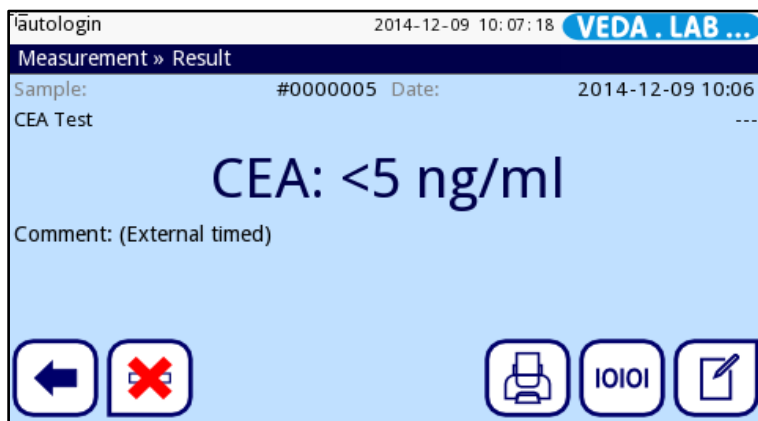 autologin 2014-12-09 10:07:18 VEDA . LAB ...
Measurement » Result
Sample: #0000005 Date: 2014-12-09 10:06
CEA Test ---
CEA: <5 ng/ml
Comment: (External timed)
IOIOI